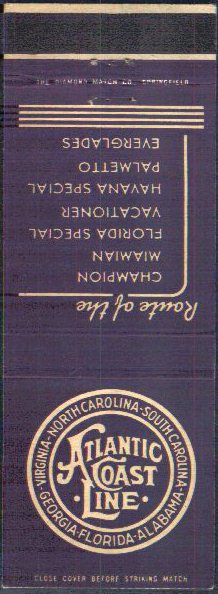 THE DIAMOND MATCH CO. SPRINGFIELD
Route of the
CHAMPION
MIAMIAN
FLORIDA SPECIAL
VACATIONER
HAVANA SPECIAL
PALMETTO
EVERGLADES
VIRGINIA-NORTH CAROLINA-SOUTH CAROLINA-
GEORGIA-FLORIDA-ALABAMA-
ATLANTIC
COAST
·LINE·
CLOSE COVER BEFORE STRIKING MATCH